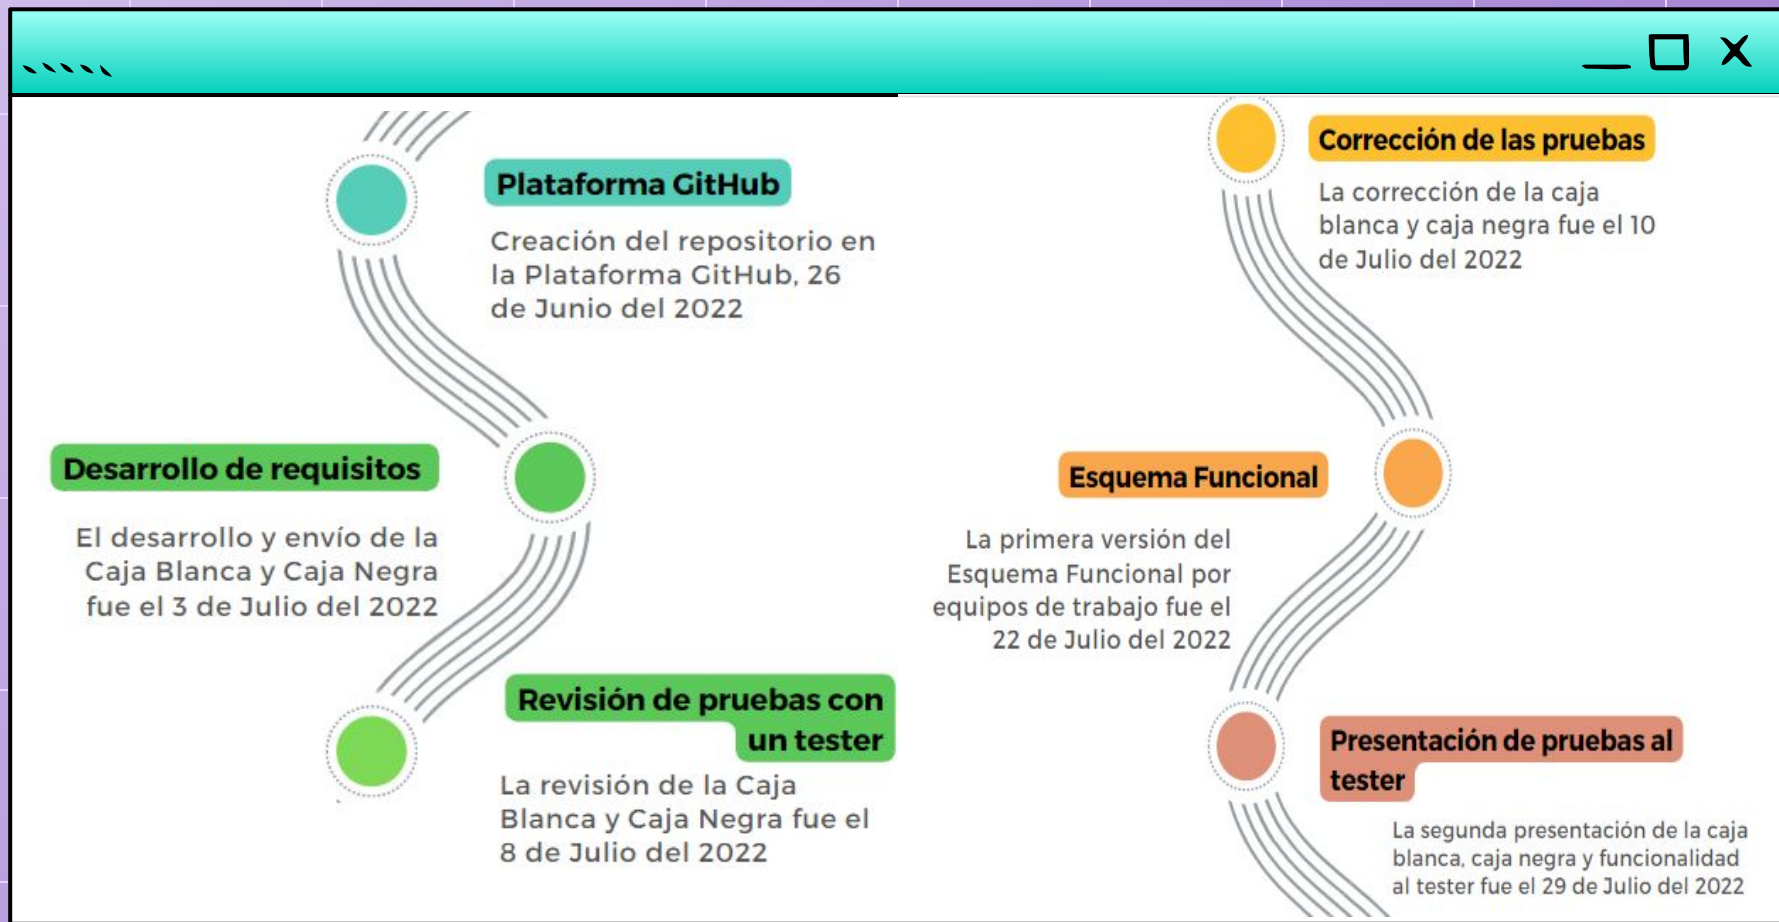 Plataforma GitHub
Creación del repositorio en
la Plataforma GitHub, 26
de Junio del 2022
Desarrollo de requisitos
El desarrollo y envío de la
Caja Blanca y Caja Negra
fue el 3 de Julio del 2022
Revisión de pruebas con
un tester
La revisión de la Caja
Blanca y Caja Negra fue el
8 de Julio del 2022
Corrección de las pruebas
La corrección de la caja
blanca y caja negra fue el 10
de Julio del 2022
Esquema Funcional
La primera versión del
Esquema Funcional por
equipos de trabajo fue el
22 de Julio del 2022
Presentación de pruebas al
tester
La segunda presentación de la caja
blanca, caja negra y funcionalidad
al tester fue el 29 de Julio del 2022